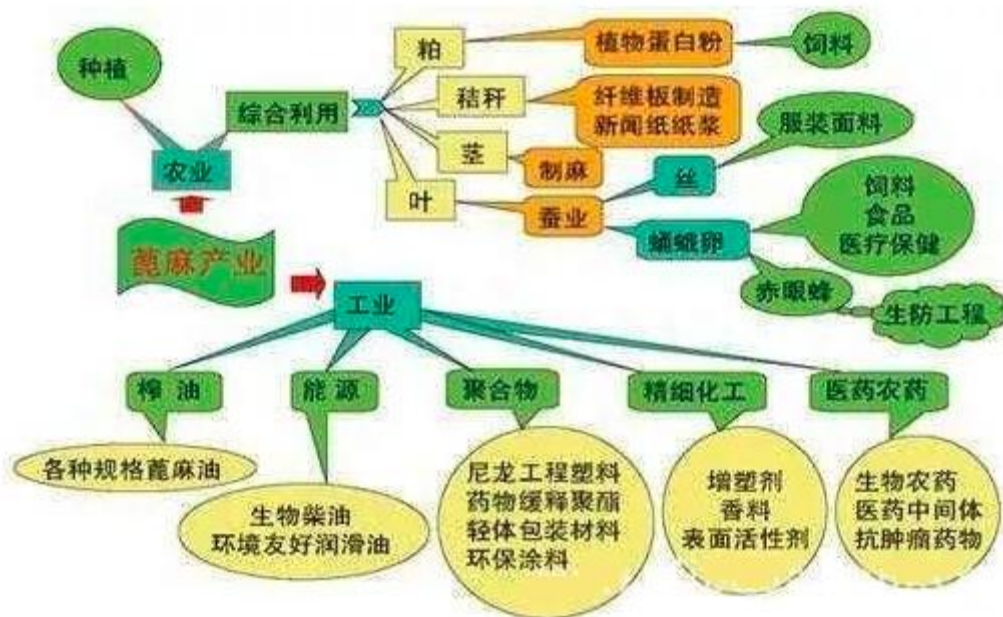 种植
粕
植物蛋白粉
饲料
综合利用
秸秆
纤维板制造
新闻纸纸浆
服装面料
农业
茎
制麻
丝
叶
蚕业
蛹蛾卵
饲料
食品
医疗保健
蓖麻产业
赤眼蜂
生防工程
工业
榨油
能源
聚合物
精细化工
医药农药
各种规格蓖麻油
生物柴油
环境友好润滑油
尼龙工程塑料
药物缓释聚酯
轻体包装材料
环保涂料
增塑剂
香料
表面活性剂
生物农药
医药中间体
抗肿瘤药物